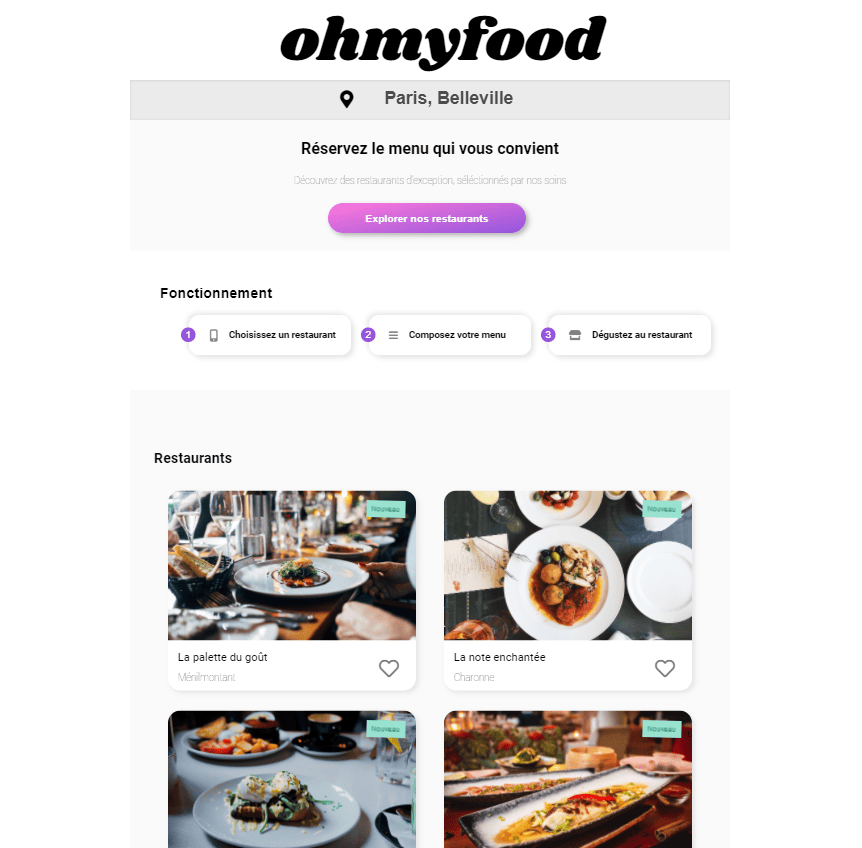 ohmyfood
Paris, Belleville
Réservez le menu qui vous convient
Découvrez des restaurants d'exception, séléctionnés par nos soins
Explorer nos restaurants
Fonctionnement
1 Choisissez un restaurant
2 Composez votre menu
3 Dégustez au restaurant
Restaurants
Nouveau
Nouveau
La palette du goût
Ménilmontant
La note enchantée
Charonne
Nouveau
Nouveau